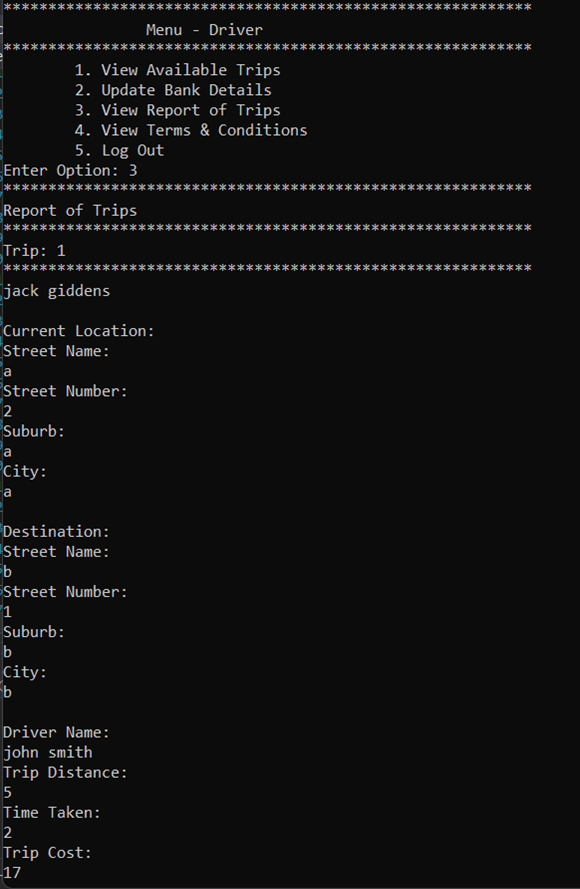 ***********************************************************
Menu - Driver
***********************************************************
1. View Available Trips
2. Update Bank Details
3. View Report of Trips
4. View Terms & Conditions
5. Log Out
Enter Option: 3
***********************************************************
Report of Trips
***********************************************************
Trip: 1
***********************************************************
jack giddens
Current Location:
Street Name:
a
Street Number:
2
Suburb:
a
City:
a
Destination:
Street Name:
b
Street Number:
1
Suburb:
b
City:
b
Driver Name:
john smith
Trip Distance:
5
Time Taken:
2
Trip Cost:
17